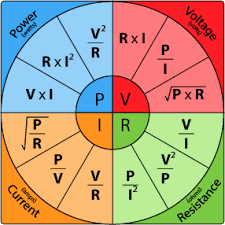 Power
(watts)
Voltage
(volts)
V²/R
R x I²
V x I
R x I
P/I
√P x R
P
V
I
R
√P/R
P/V
V/R
P/I²
V²/P
V/I
Current
(amps)
Resistance
(ohms)